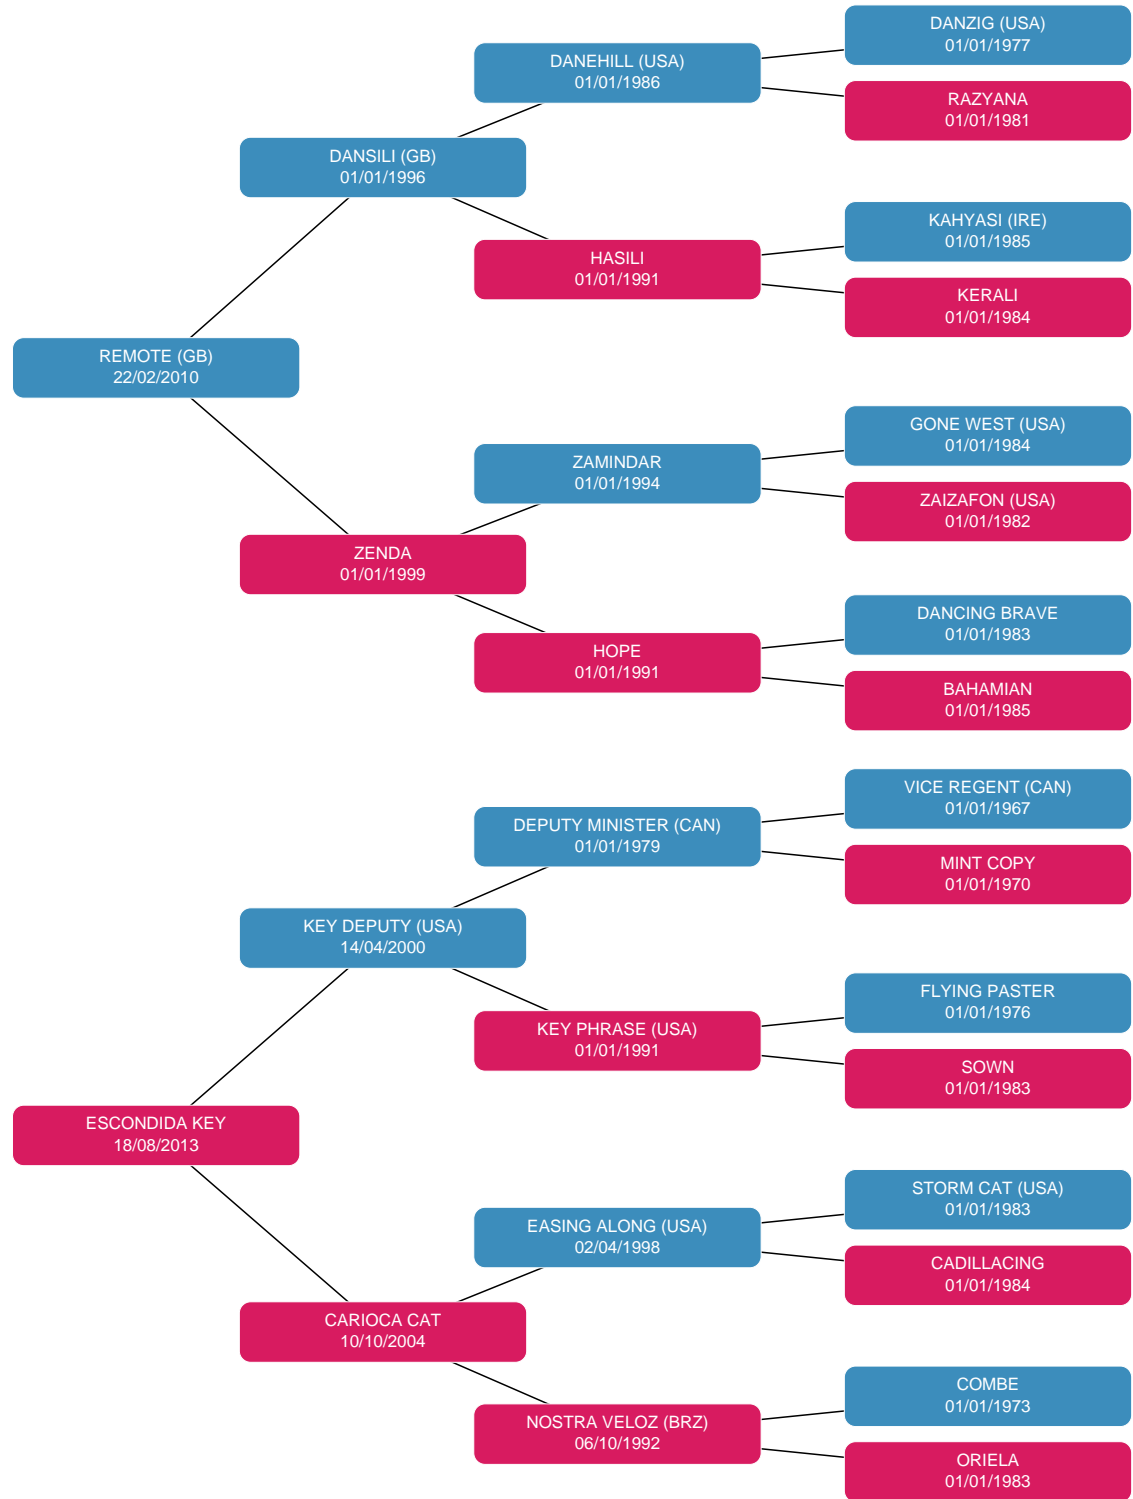 DANZIG (USA)
01/01/1977
DANEHILL (USA)
01/01/1986
RAZYANA
01/01/1981
DANSILI (GB)
01/01/1996
KAHYASI (IRE)
01/01/1985
HASILI
01/01/1991
KERALI
01/01/1984
REMOTE (GB)
22/02/2010
GONE WEST (USA)
01/01/1984
ZAMINDAR
01/01/1994
ZAIZAFON (USA)
01/01/1982
ZENDA
01/01/1999
DANCING BRAVE
01/01/1983
HOPE
01/01/1991
BAHAMIAN
01/01/1985
VICE REGENT (CAN)
01/01/1967
DEPUTY MINISTER (CAN)
01/01/1979
MINT COPY
01/01/1970
KEY DEPUTY (USA)
14/04/2000
FLYING PASTER
01/01/1976
KEY PHRASE (USA)
01/01/1991
SOWN
01/01/1983
ESCONDIDA KEY
18/08/2013
STORM CAT (USA)
01/01/1983
EASING ALONG (USA)
02/04/1998
CADILLACING
01/01/1984
CARIOCA CAT
10/10/2004
COMBE
01/01/1973
NOSTRA VELOZ (BRZ)
06/10/1992
ORIELA
01/01/1983